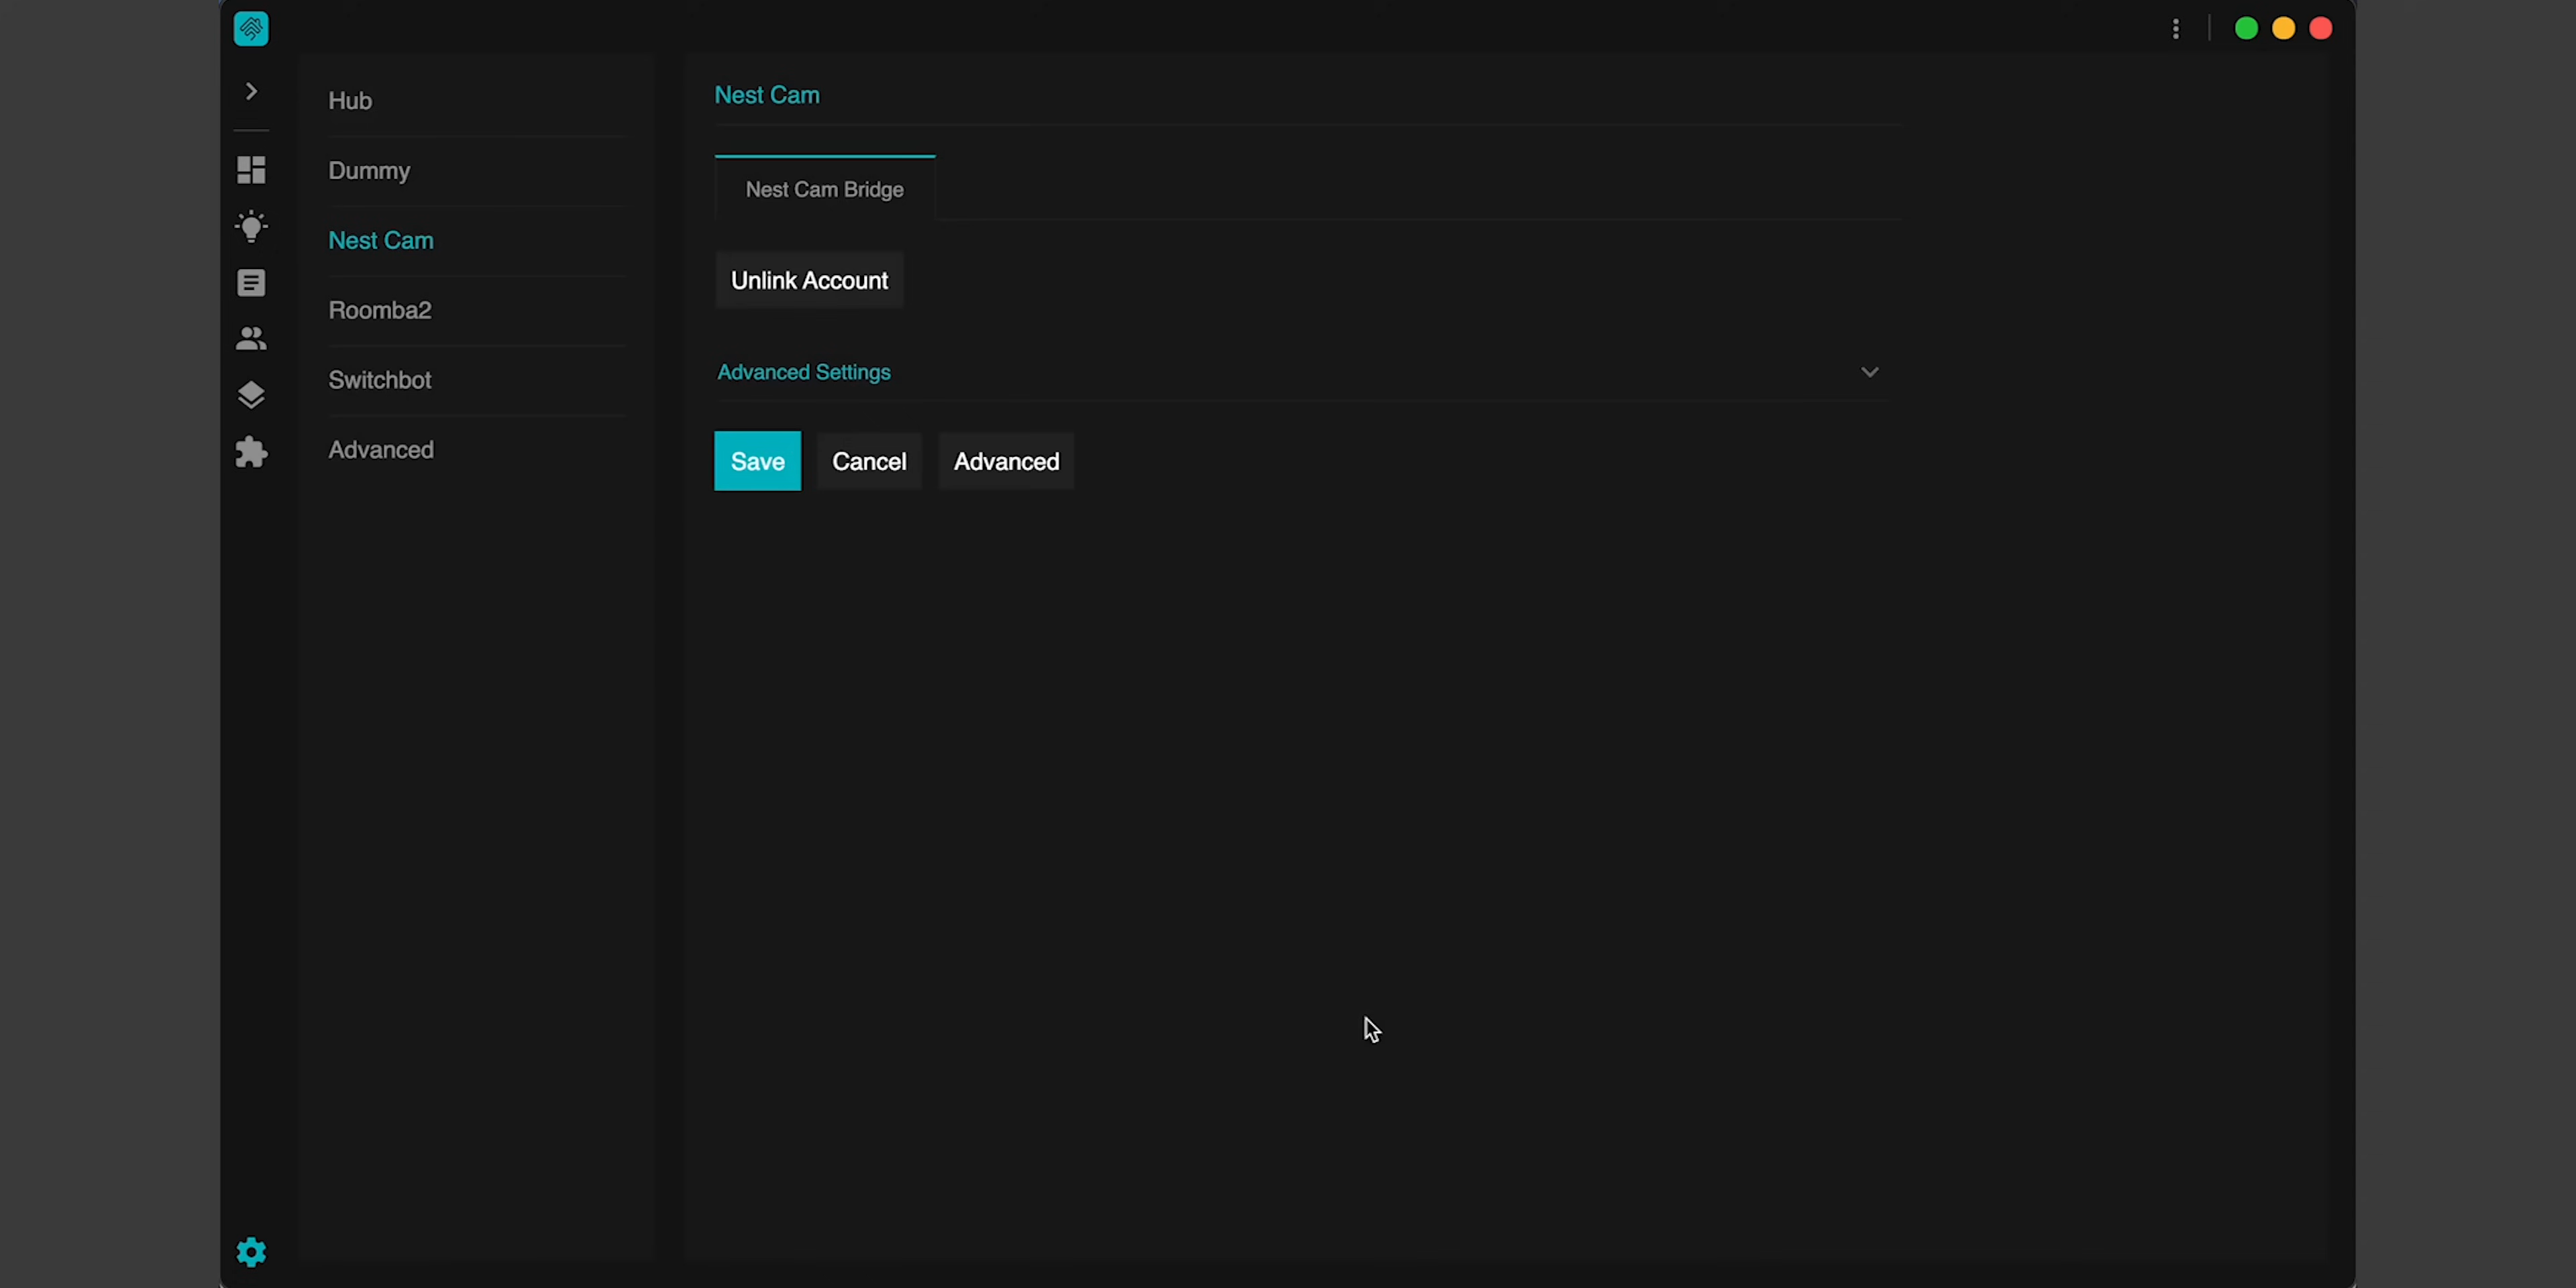 Hub
Dummy
Nest Cam
Roomba2
Switchbot
Advanced
Nest Cam
Nest Cam Bridge
Unlink Account
Advanced Settings
Save Cancel Advanced